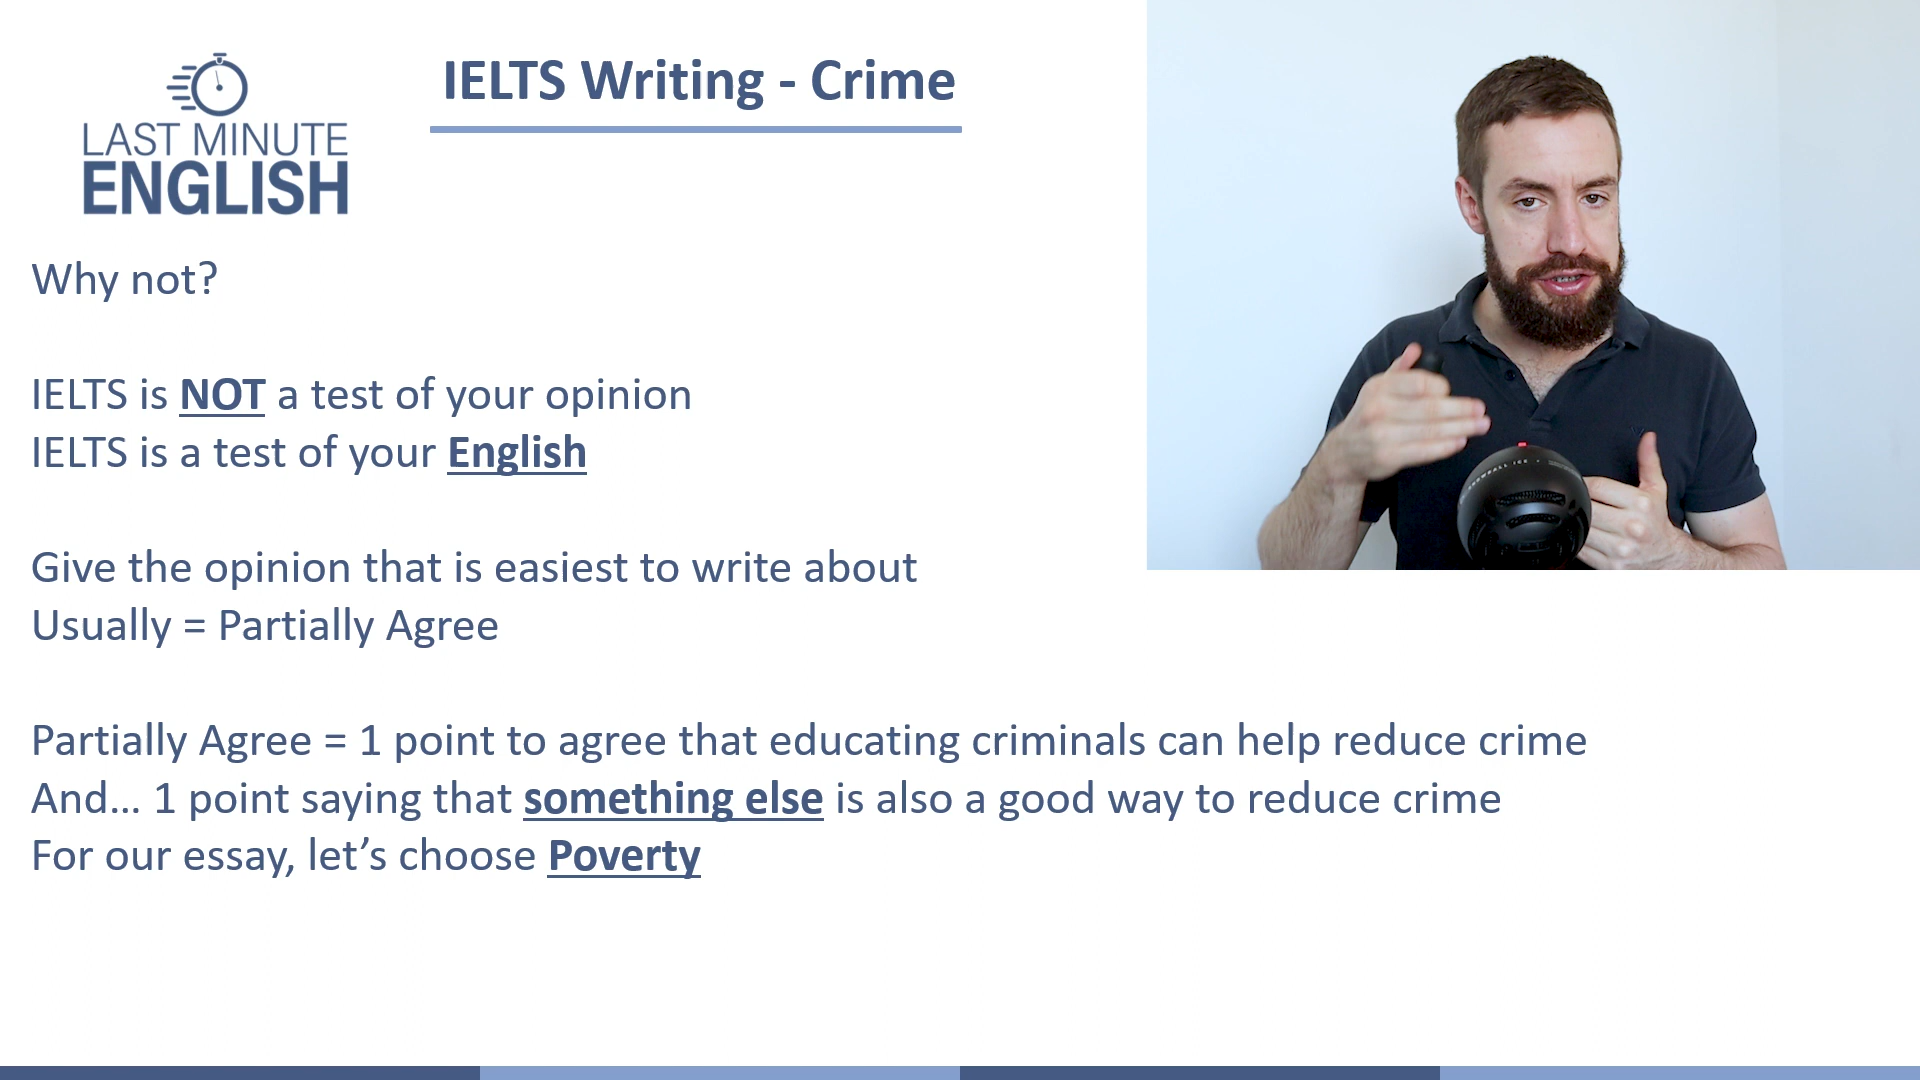 LAST MINUTE
ENGLISH
IELTS Writing - Crime
Why not?
IELTS is NOT a test of your opinion
IELTS is a test of your English
Give the opinion that is easiest to write about
Usually = Partially Agree
Partially Agree = 1 point to agree that educating criminals can help reduce crime
And... 1 point saying that something else is also a good way to reduce crime
For our essay, let’s choose Poverty
SNOWBALL ICE